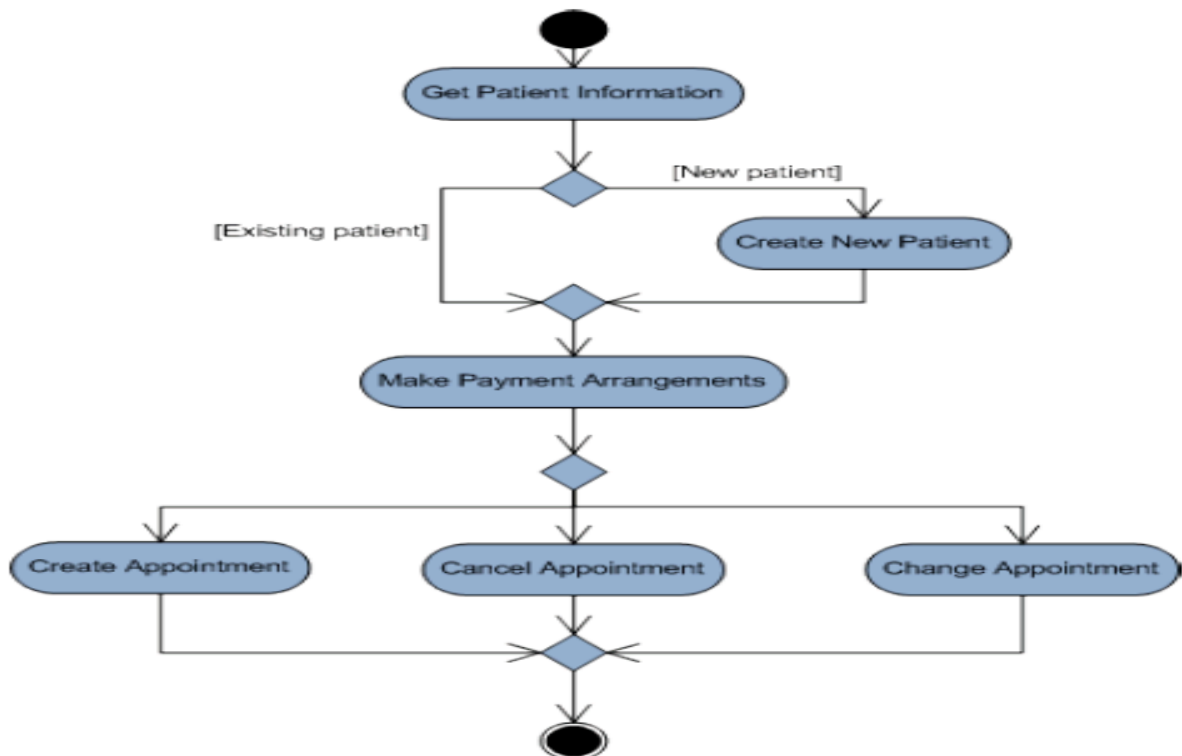 Get Patient Information
[New patient]
[Existing patient]
Create New Patient
Make Payment Arrangements
Create Appointment
Cancel Appointment
Change Appointment